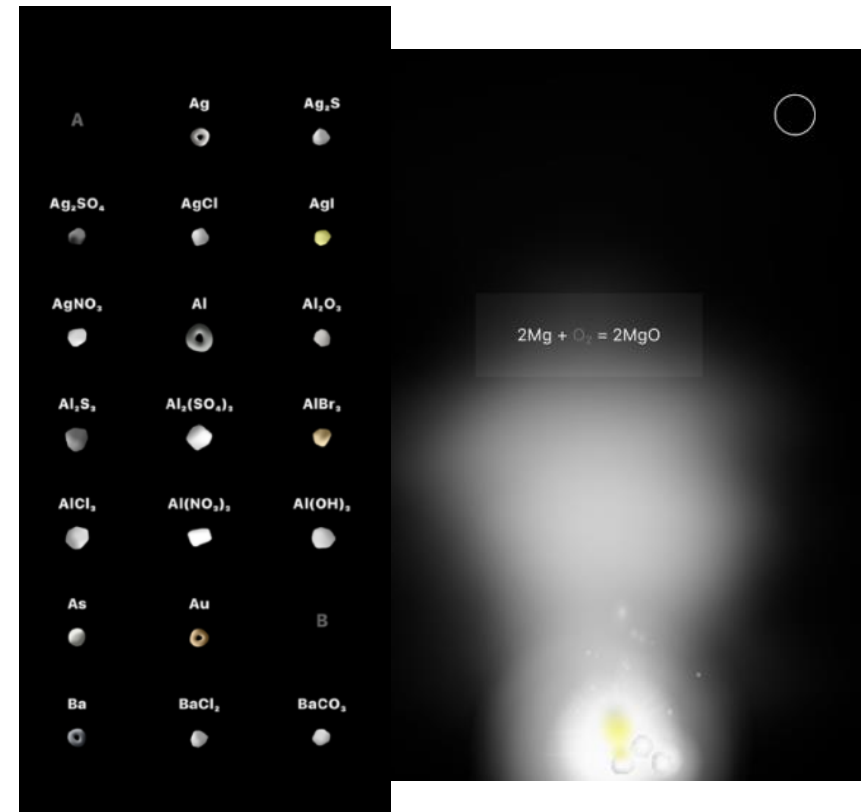 A
Ag
Ag₂S
Ag₂SO₄
AgCl
AgI
AgNO₃
Al
Al₂O₃
Al₂S₃
Al₂(SO₄)₃
AlBr₃
AlCl₃
Al(NO₃)₃
Al(OH)₃
As
Au
B
Ba
BaCl₂
BaCO₃
2Mg + O₂ = 2MgO